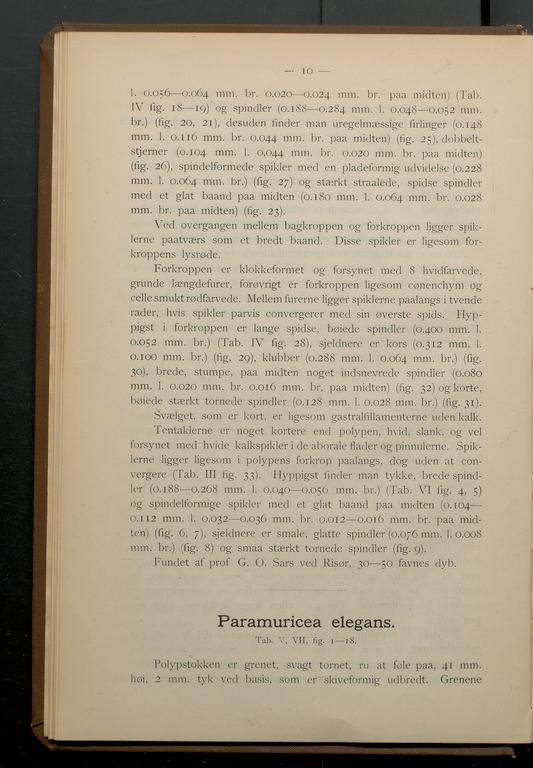 — 10 —
l. 0.056—0.064 mm. br. 0.020—0.024 mm. br. paa midten) (Tab.
IV fig. 18—19) og spindler (0.188—0.284 mm. l. 0.048—0.052 mm.
br.) (fig. 20, 21), desuden finder man uregelmæssige firlinger (0.148
mm. l. 0.116 mm. br. 0.044 mm. br. paa midten) (fig. 25), dobbelt-
stjerner (0.104 mm. l. 0,044 mm. br. 0.020 mm. br. paa midten)
(fig. 26), spindelformede spikler med en pladeformig udvidelse (0.228
mm. l. 0.064 mm. br.) (fig. 27) og stærkt straalede, spidse spindler
med et glat baand paa midten (0.180 mm. l. 0.064 mm. br. 0.028
mm. br. paa midten) (fig. 23).
Ved overgangen mellem bagkroppen og forkroppen ligger spik-
lerne paatværs som et bredt baand. Disse spikler er ligesom for-
kroppens lysrøde.
Forkroppen er klokkeformet og forsynet med 8 hvidfarvede,
grunde længdefurer, forøvrigt er forkroppen ligesom cønenchym og
celle smukt rødfarvede. Mellem furerne ligger spiklerne paalangs i tvende
rader, hvis spikler parvis convergerer med sin øverste spids. Hyp-
pigst i forkroppen er lange spidse, bøiede spindler (0.400 mm. l.
0.052 mm. br.) (Tab. IV fig. 28), sjeldnere er kors (0.312 mm. l.
0.100 mm. br.) (fig. 29), klubber (0.288 mm. l. 0.064 mm. br.) (fig.
30), brede, stumpe, paa midten noget indsnevrede spindler (0.080
mm. l. 0.020 mm. br. 0.016 mm. br, paa midten) (fig. 32) og korte,
bøiede stærkt tornede spindler (0.128 mm. l. 0.028 mm. br.) (fig. 31).
Svælget, som er kort, er ligesom gastralfillamenterne uden kalk.
Tentaklerne er noget kortere end polypen, hvid, slank, og vel
forsynet med hvide kalkspikler i de aborale flader og pinnulerne. Spik-
lerne ligger ligesom i polypens forkrop paalangs, dog uden at con-
vergere (Tab. III fig. 33). Hyppigst finder man tykke, brede spind-
ler (0.188—0.268 mm. l. 0.040—0.056 mm. br.) (Tab. VI fig. 4, 5)
og spindelformige spikler med et glat baand paa midten (0.104—
0.112 mm. l. 0.032—0.036 mm. br. 0.012—0.016 mm. br. paa mid-
ten) (fig. 6, 7), sjeldnere er smale, glatte spindler (0.076 mm. l. 0.008
mm. br.) (fig. 8) og smaa stærkt tornede spindler (fig. 9).
Fundet af prof G. O. Sars ved Risør, 30—50 favnes dyb.
Paramuricea elegans.
Tab. V, VII, fig. 1—18.
Polypstokken er grenet, svagt tornet, ru at føle paa, 41 mm.
høi, 2 mm. tyk ved basis, som er skiveformig udbredt. Grenene